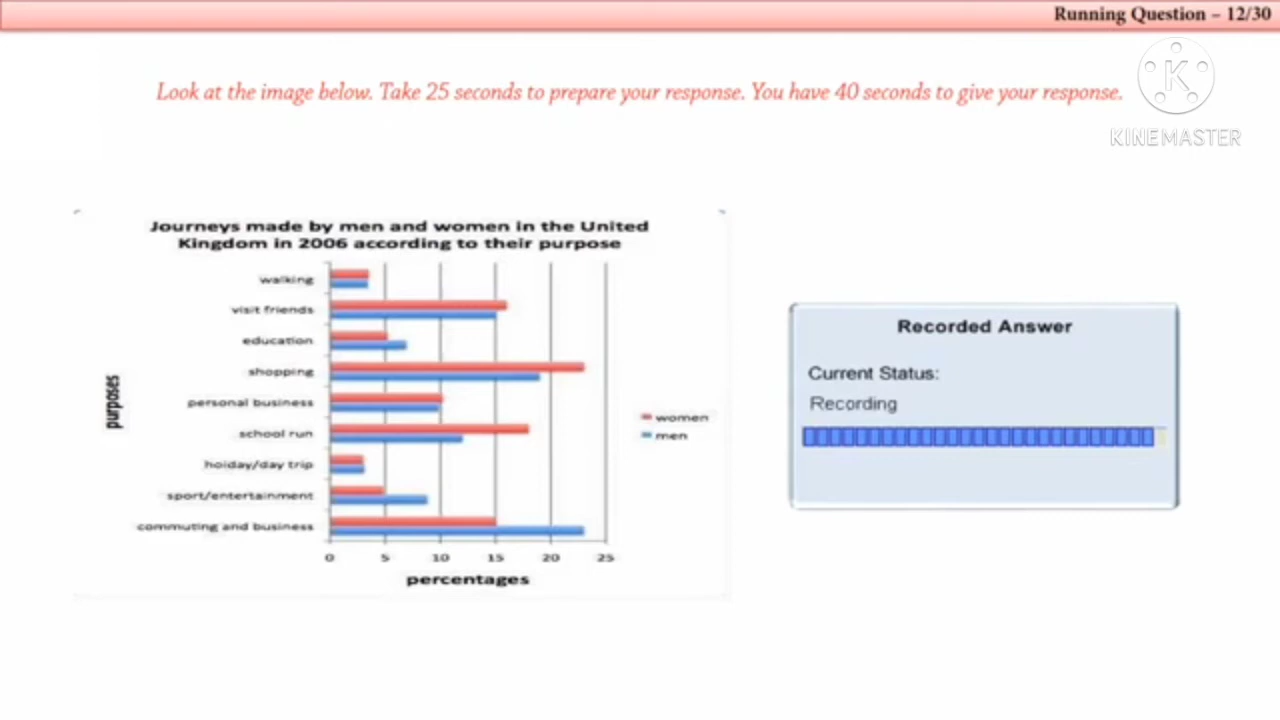 Running Question – 12/30
Look at the image below. Take 25 seconds to prepare your response. You have 40 seconds to give your response.
K
KINEMASTER
Journeys made by men and women in the United
Kingdom in 2006 according to their purpose
walking
visit friends
education
shopping
personal business
school run
hoiday/day trip
sport/entertainment
commuting and business
purposes
0 5 10 15 20 25
percentages
women
men
Recorded Answer
Current Status:
Recording